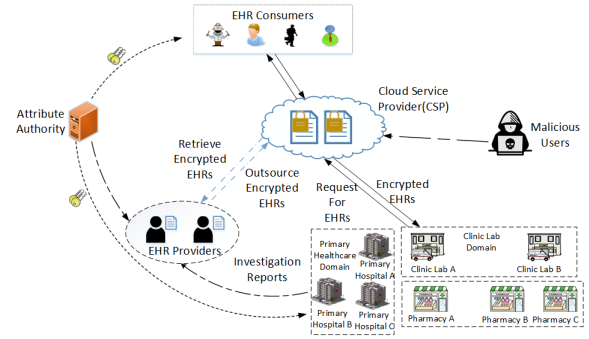 EHR Consumers
Cloud Service
Provider(CSP)
Attribute
Authority
Malicious
Users
Retrieve
Encrypted
EHRs
Outsource
Encrypted
EHRs
Request
For
EHRs
Encrypted
EHRs
EHR Providers
Investigation
Reports
Primary
Healthcare
Domain
Primary
Hospital A
Primary
Hospital B
Primary
Hospital C
Clinic Lab
Domain
Clinic Lab A
Clinic Lab B
Pharmacy A
Pharmacy B
Pharmacy C